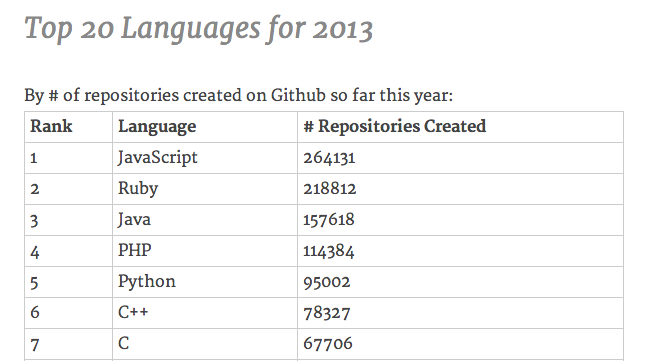 Top 20 Languages for 2013
By # of repositories created on Github so far this year:
Rank Language # Repositories Created
1 JavaScript 264131
2 Ruby 218812
3 Java 157618
4 PHP 114384
5 Python 95002
6 C++ 78327
7 C 67706